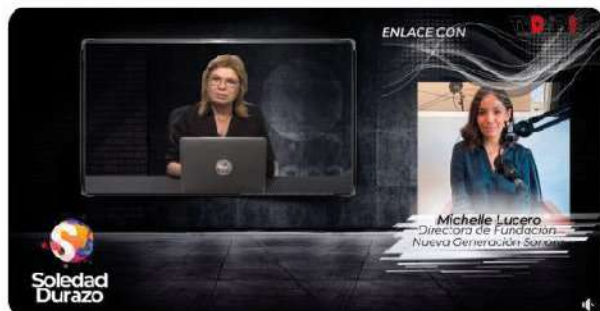 ENLACE CON
Michelle Lucero
Directora de Fundación
Nueva Generación Sonora
Soledad
Durazo